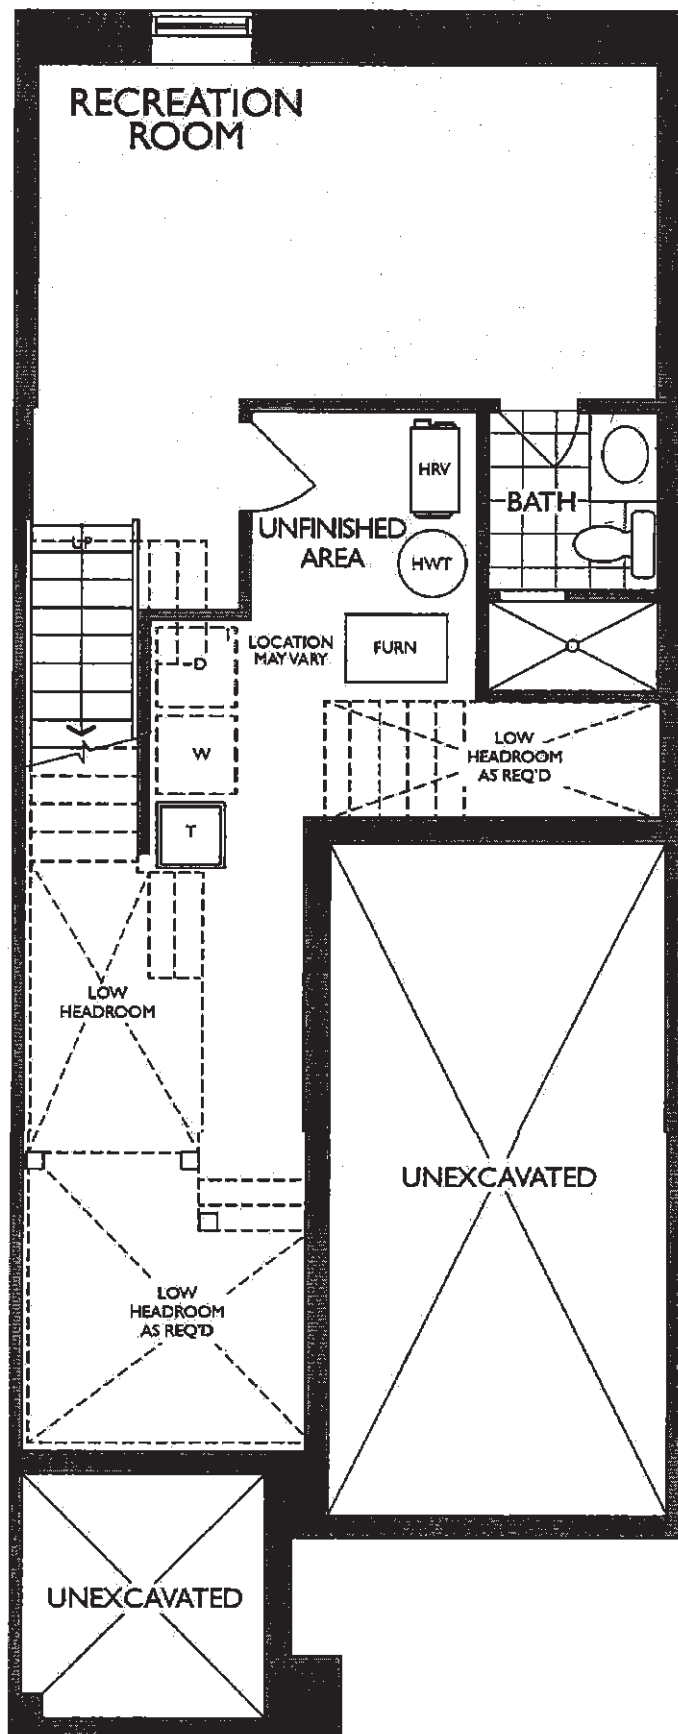 RECREATION
ROOM
HRV
BATH
UNFINISHED
AREA
HWT
UP
LOCATION
MAY VARY
FURN
D
W
T
LOW
HEADROOM
AS REQ'D
LOW
HEADROOM
UNEXCAVATED
LOW
HEADROOM
AS REQ'D
UNEXCAVATED